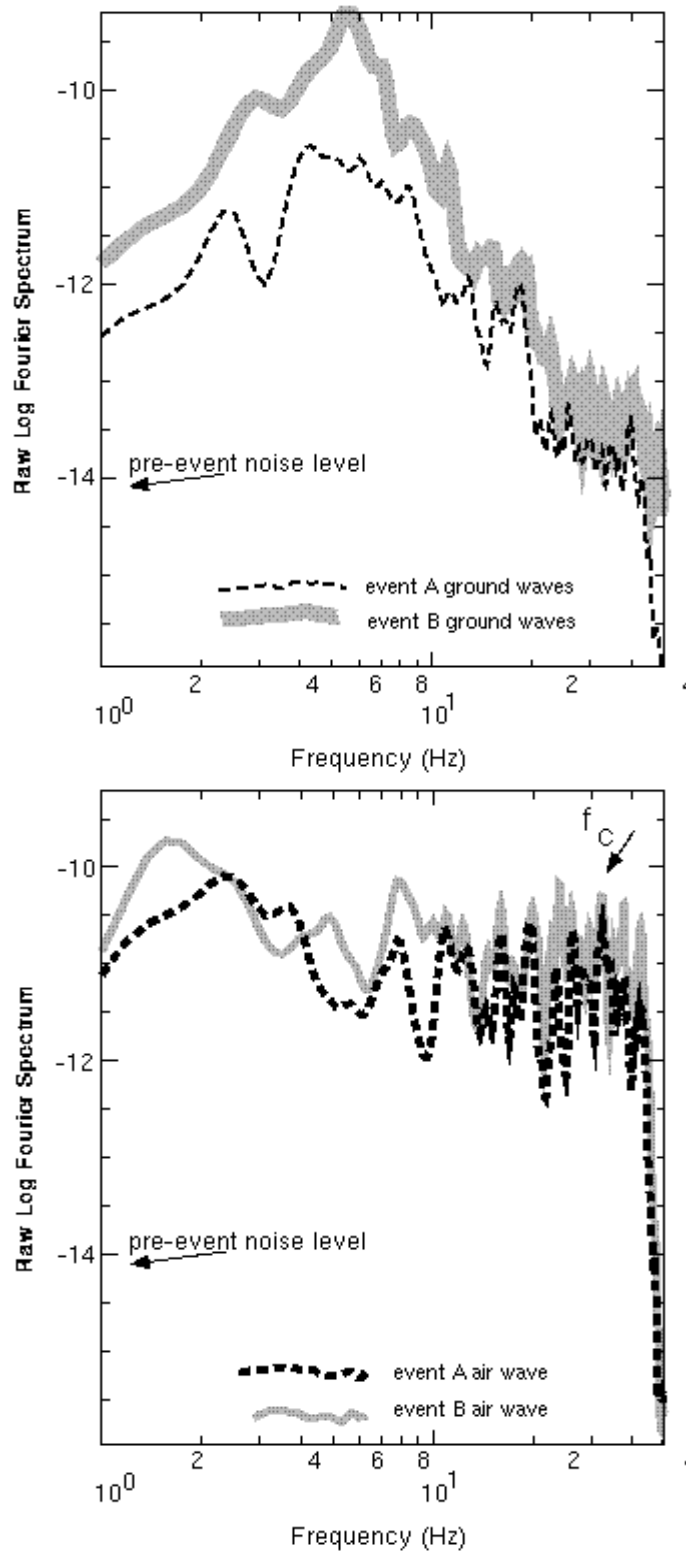 -10
-12
-14
Raw Log Fourier Spectrum
pre-event noise level
event A ground waves
event B ground waves
2 4 6 8 2 4
10^0 10^1
Frequency (Hz)
f_C
-10
-12
-14
Raw Log Fourier Spectrum
pre-event noise level
event A air wave
event B air wave
2 4 6 8 2 4
10^0 10^1
Frequency (Hz)